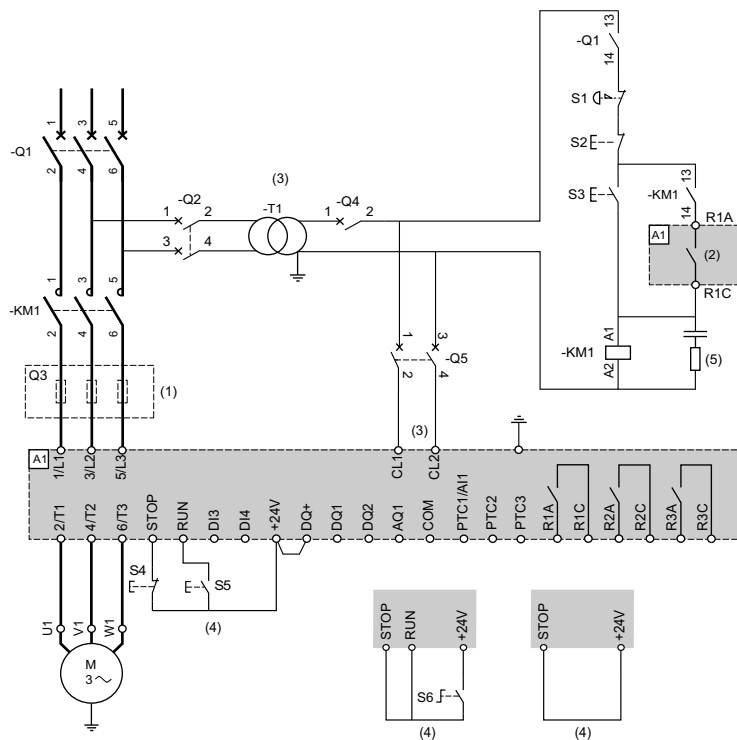 13
-Q1
14
S1
S2
S3
13
-KM1
14
R1A
A1
(2)
R1C
A1
-KM1
A2
(5)
1
3
5
-Q1
2
4
6
-Q2
1
2
3
4
(3)
-T1
-Q4
1
2
1
3
5
-KM1
2
4
6
1
3
-Q5
2
4
Q3
(1)
(3)
A1
1/L1
3/L2
5/L3
CL1
CL2
2/T1
4/T2
6/T3
STOP
RUN
DI3
DI4
+24V
DQ+
DQ1
DQ2
AQ1
COM
PTC1/AI1
PTC2
PTC3
R1A
R1C
R2A
R2C
R3A
R3C
S4
S5
(4)
U1
V1
W1
M
3
STOP
RUN
+24V
S6
(4)
STOP
+24V
(4)